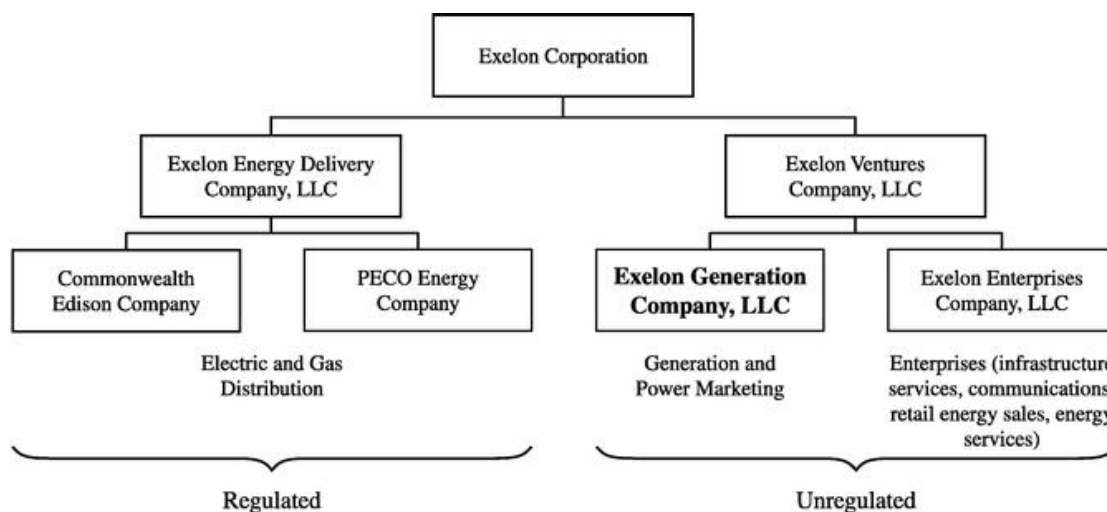 Exelon Corporation
Exelon Energy Delivery
Company, LLC
Exelon Ventures
Company, LLC
Commonwealth
Edison Company
PECO Energy
Company
Exelon Generation
Company, LLC
Exelon Enterprises
Company, LLC
Electric and Gas
Distribution
Generation and
Power Marketing
Enterprises (infrastructure
services, communications
retail energy sales, energy
services)
Regulated
Unregulated